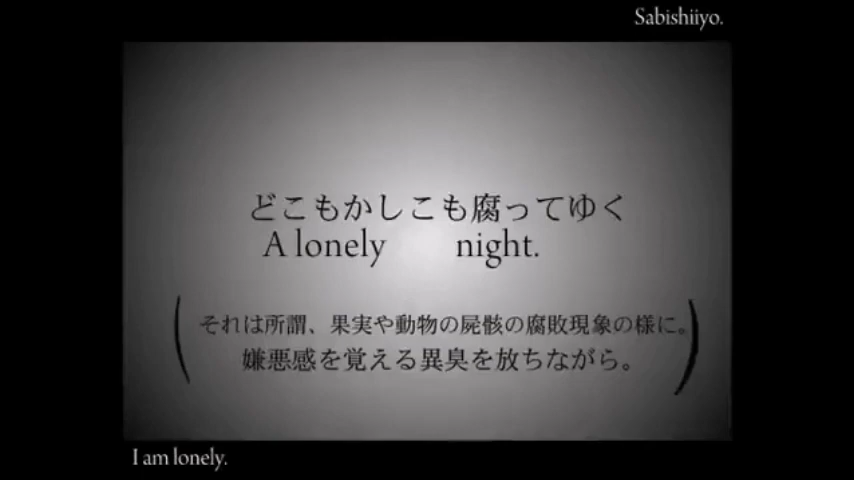 Sabishiiyo.
どこもかしこも腐ってゆく
A lonely night.
(それは所謂、果実や動物の屍骸の腐敗現象の様に。
嫌悪感を覚える異臭を放ちながら。)
I am lonely.